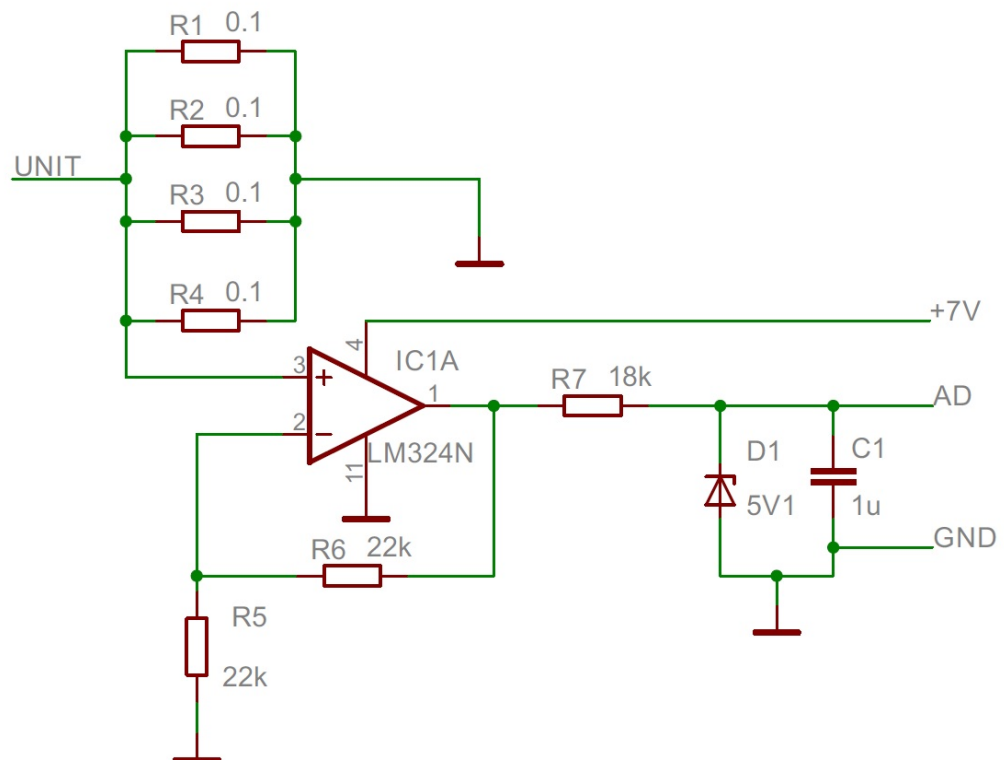 R1 0.1
R2 0.1
UNIT
R3 0.1
R4 0.1
+7V
4
IC1A
3
+
1
R7 18k
AD
2
−
LM324N
11
D1
C1
5V1
1u
R6 22k
GND
R5
22k